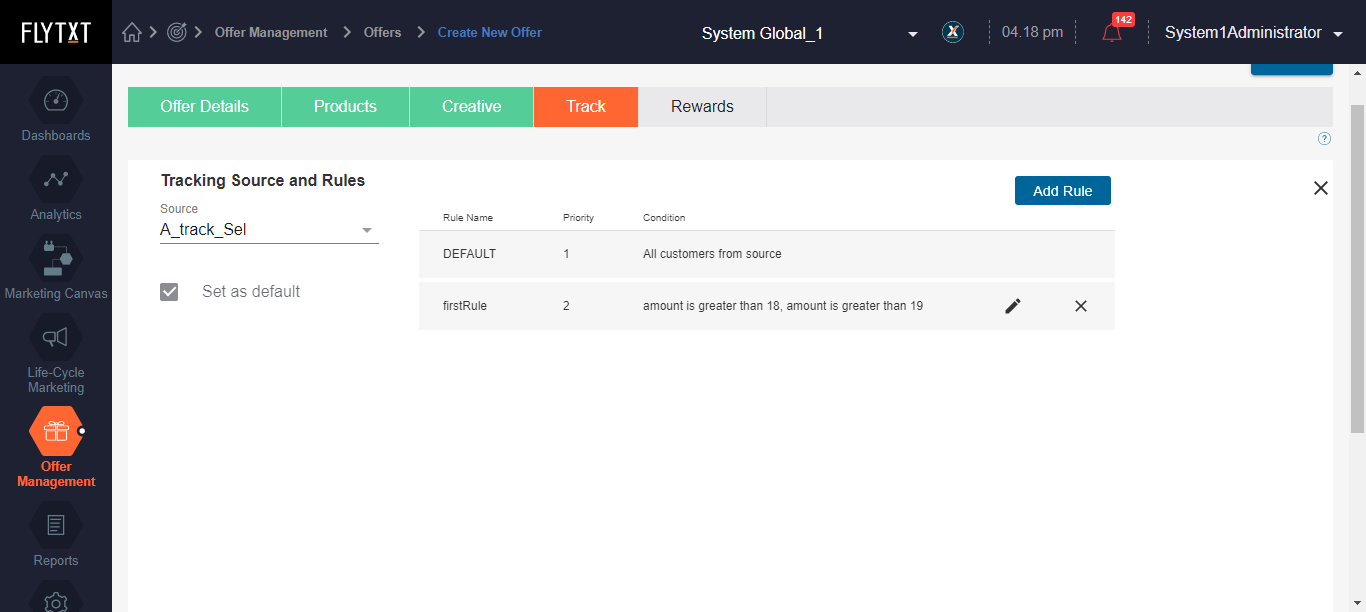 FLYTXT
Offer Management
Offers
Create New Offer
System Global_1
04.18 pm
142
System1Administrator
Dashboards
Analytics
Marketing Canvas
Life-Cycle
Marketing
Offer
Management
Reports
Offer Details
Products
Creative
Track
Rewards
?
Tracking Source and Rules
Add Rule
Source
A_track_Sel
Set as default
Rule Name Priority Condition
DEFAULT 1 All customers from source
firstRule 2 amount is greater than 18, amount is greater than 19